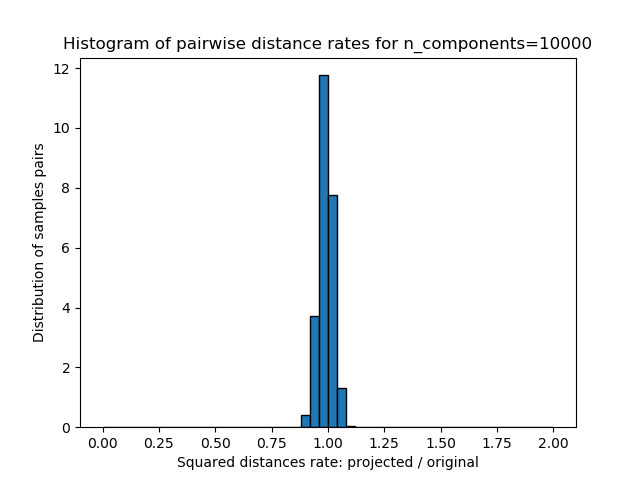 Histogram of pairwise distance rates for n_components=10000
Distribution of samples pairs
12
10
8
6
4
2
0
0.00 0.25 0.50 0.75 1.00 1.25 1.50 1.75 2.00
Squared distances rate: projected / original